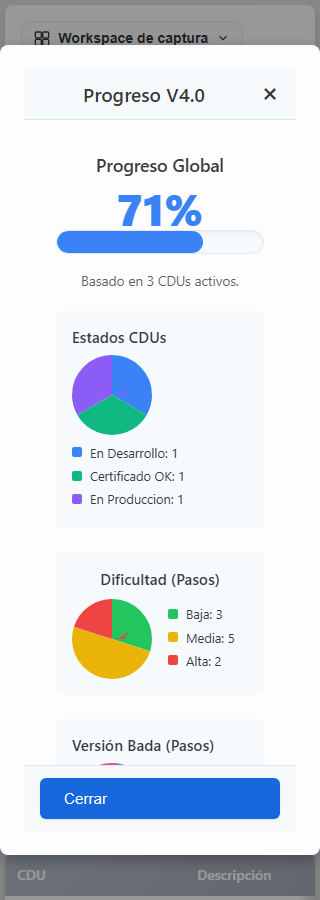 Workspace de captura
Progreso V4.0
Progreso Global
71%
Basado en 3 CDUs activos.
Estados CDUs
En Desarrollo: 1
Certificado OK: 1
En Produccion: 1
Dificultad (Pasos)
Baja: 3
Media: 5
Alta: 2
Versión Bada (Pasos)
Cerrar
CDU Descripción